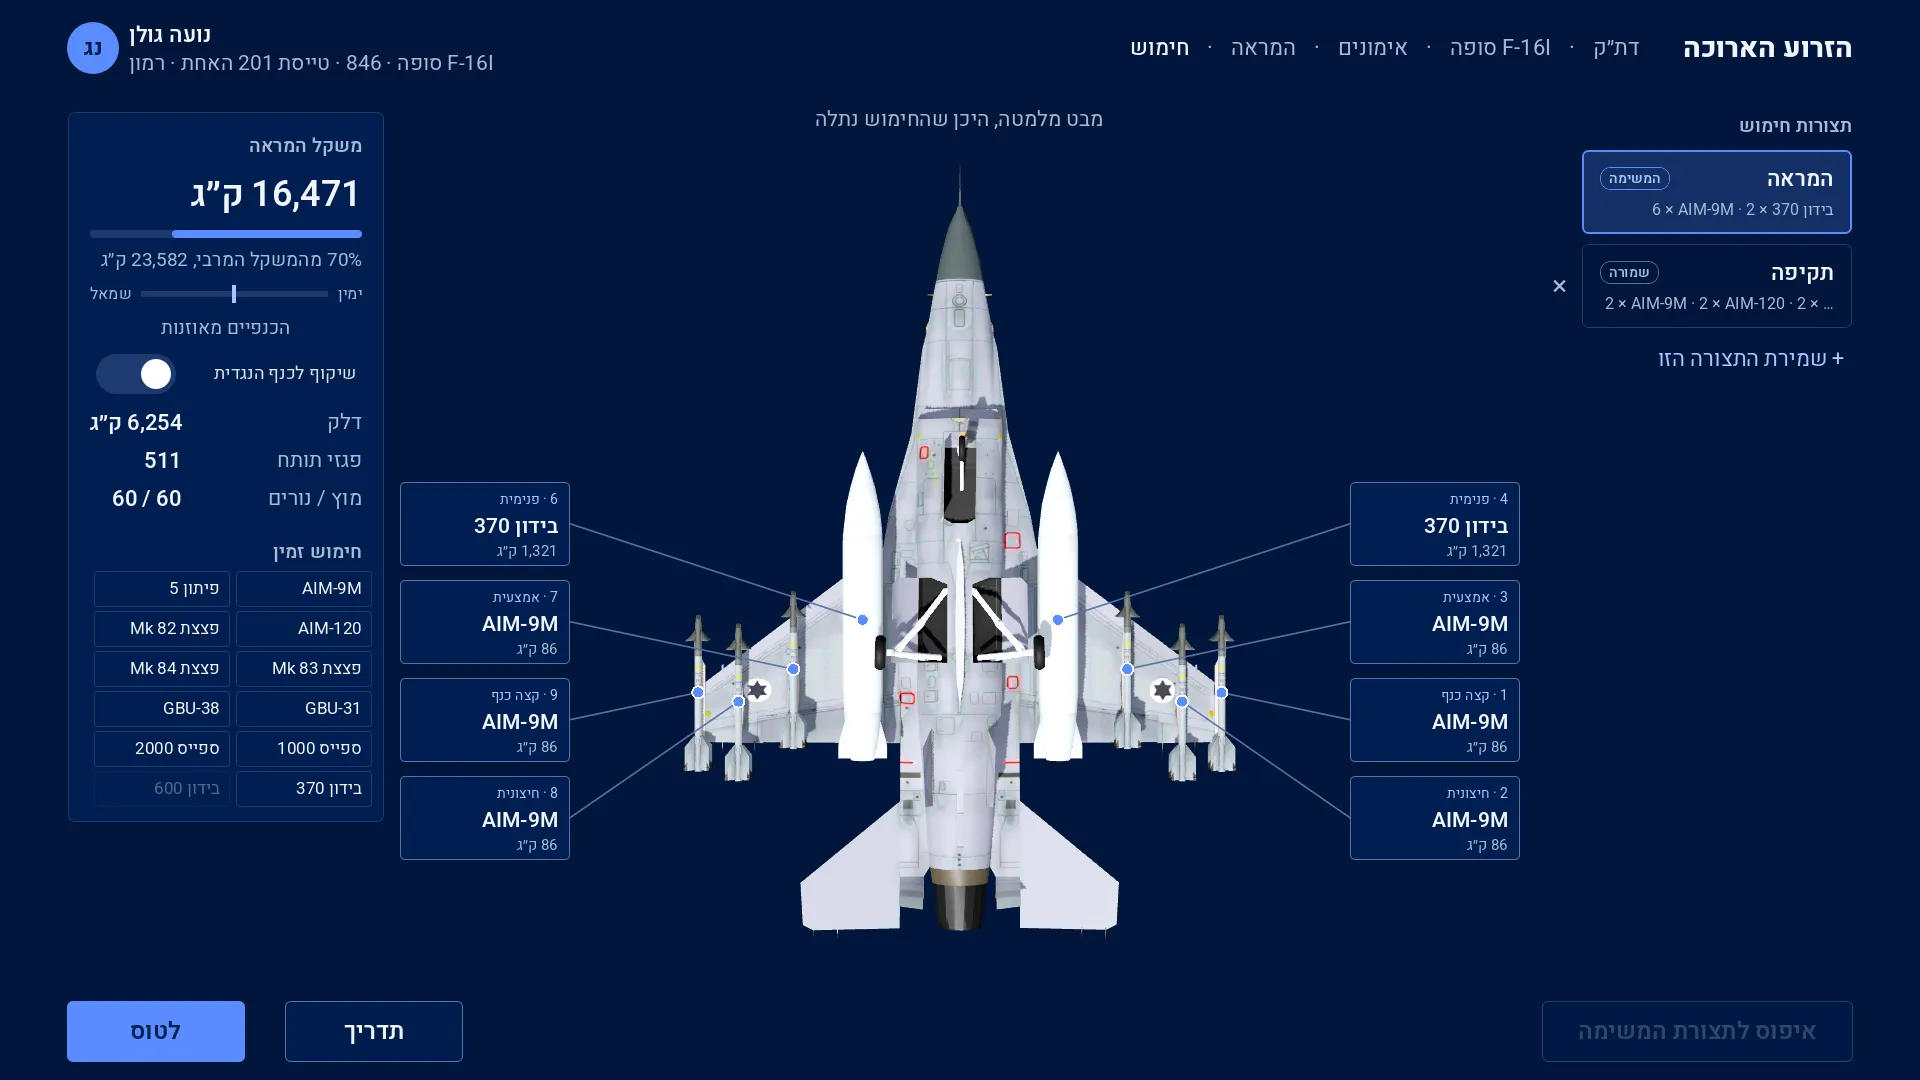 הזרוע הארוכה
דת״ק · F-16I סופה · אימונים · המראה · חימוש
נועה גולן
F-16I סופה · 846 · טייסת 201 האחת · רמון
נג
מבט מלמטה, היכן שהחימוש נתלה
תצורות חימוש
המראה
המשימה
בידון 370 × 2 · AIM-9M × 6
תקיפה
שמורה
2 × AIM-9M · 2 × AIM-120 · 2 × …
×
+ שמירת התצורה הזו
4 · פנימית
בידון 370
1,321 ק״ג
3 · אמצעית
AIM-9M
86 ק״ג
1 · קצה כנף
AIM-9M
86 ק״ג
2 · חיצונית
AIM-9M
86 ק״ג
6 · פנימית
בידון 370
1,321 ק״ג
7 · אמצעית
AIM-9M
86 ק״ג
9 · קצה כנף
AIM-9M
86 ק״ג
8 · חיצונית
AIM-9M
86 ק״ג
משקל המראה
16,471 ק״ג
70% מהמשקל המרבי, 23,582 ק״ג
ימין שמאל
הכנפיים מאוזנות
שיקוף לכנף הנגדית
דלק 6,254 ק״ג
פגזי תותח 511
מוץ / נורים 60 / 60
חימוש זמין
AIM-9M פיתון 5
AIM-120 פצצת Mk 82
פצצת Mk 83 פצצת Mk 84
GBU-31 GBU-38
ספייס 1000 ספייס 2000
בידון 370 בידון 600
איפוס לתצורת המשימה
תדריך
לטוס